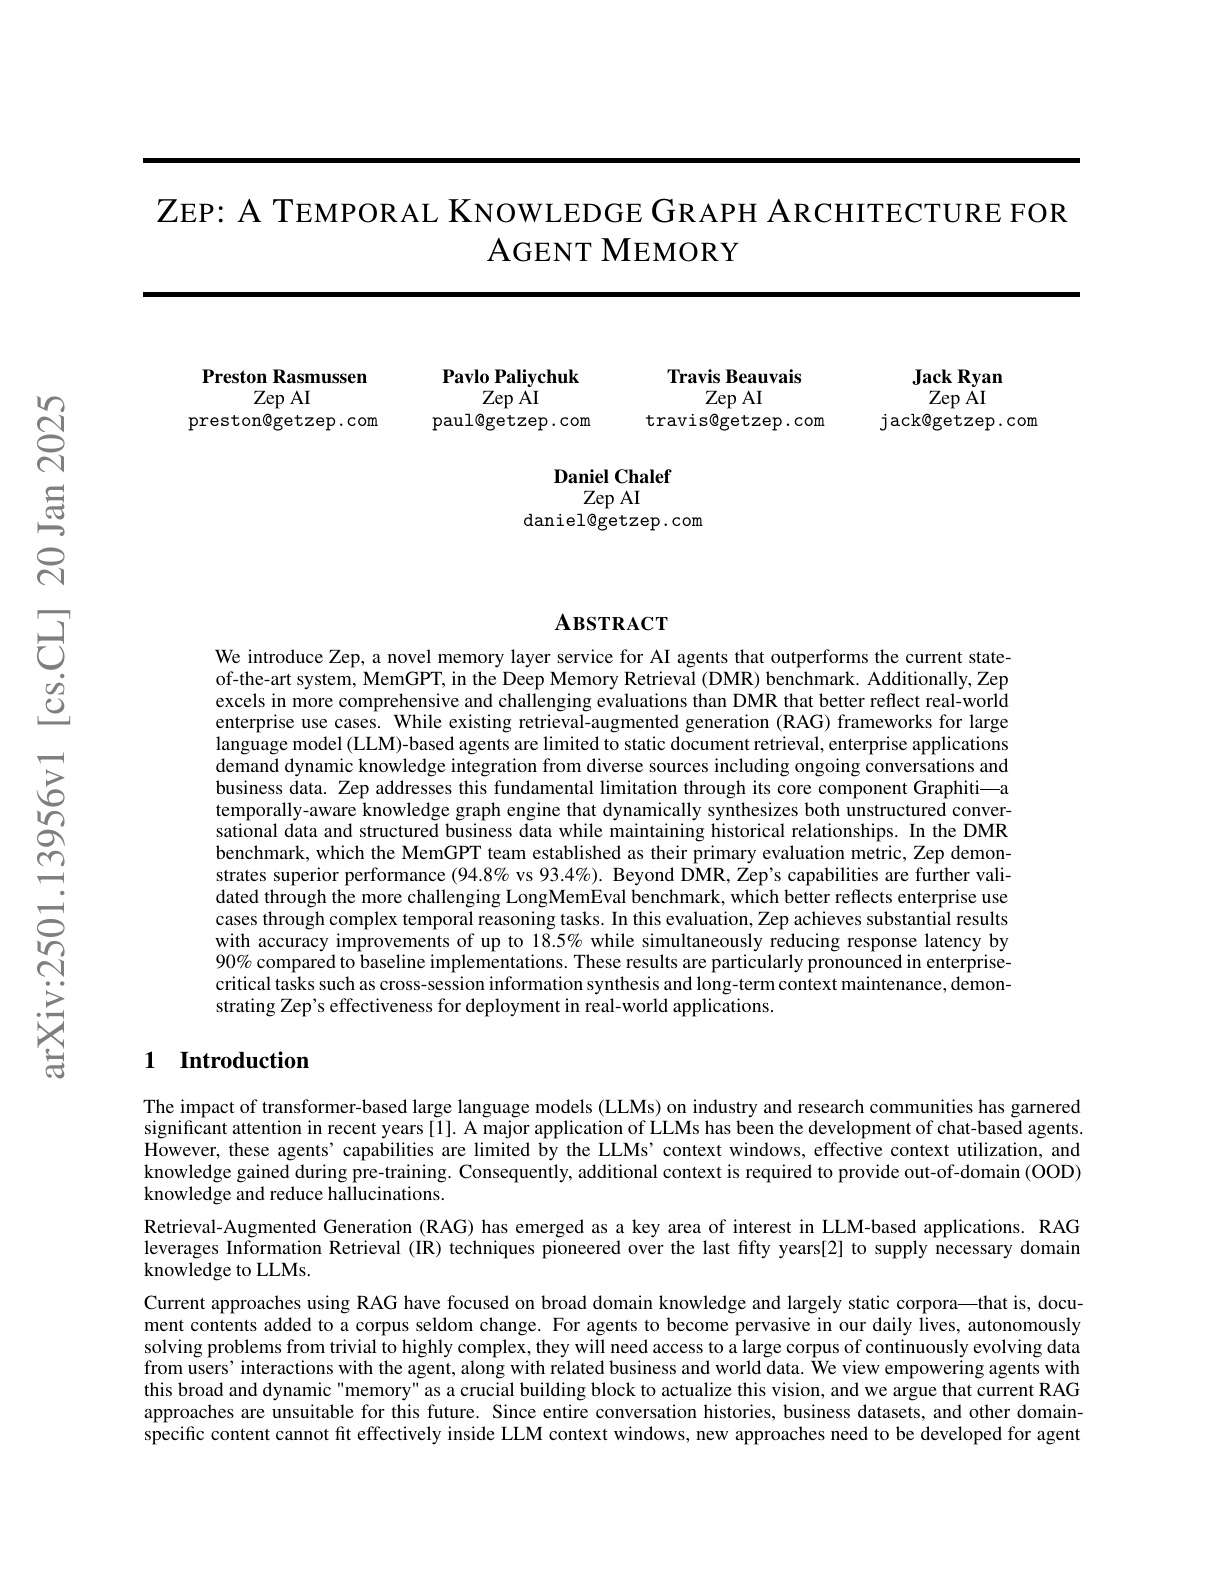 ZEP: A TEMPORAL KNOWLEDGE GRAPH ARCHITECTURE FOR
AGENT MEMORY
Preston Rasmussen
Zep AI
preston@getzep.com
Pavlo Paliychuk
Zep AI
paul@getzep.com
Travis Beauvais
Zep AI
travis@getzep.com
Jack Ryan
Zep AI
jack@getzep.com
Daniel Chalef
Zep AI
daniel@getzep.com
arXiv:2501.13956v1 [cs.CL] 20 Jan 2025
ABSTRACT
We introduce Zep, a novel memory layer service for AI agents that outperforms the current state-
of-the-art system, MemGPT, in the Deep Memory Retrieval (DMR) benchmark. Additionally, Zep
excels in more comprehensive and challenging evaluations than DMR that better reflect real-world
enterprise use cases. While existing retrieval-augmented generation (RAG) frameworks for large
language model (LLM)-based agents are limited to static document retrieval, enterprise applications
demand dynamic knowledge integration from diverse sources including ongoing conversations and
business data. Zep addresses this fundamental limitation through its core component Graphiti—a
temporally-aware knowledge graph engine that dynamically synthesizes both unstructured conver-
sational data and structured business data while maintaining historical relationships. In the DMR
benchmark, which the MemGPT team established as their primary evaluation metric, Zep demon-
strates superior performance (94.8% vs 93.4%). Beyond DMR, Zep's capabilities are further vali-
dated through the more challenging LongMemEval benchmark, which better reflects enterprise use
cases through complex temporal reasoning tasks. In this evaluation, Zep achieves substantial results
with accuracy improvements of up to 18.5% while simultaneously reducing response latency by
90% compared to baseline implementations. These results are particularly pronounced in enterprise-
critical tasks such as cross-session information synthesis and long-term context maintenance, demon-
strating Zep's effectiveness for deployment in real-world applications.
1 Introduction
The impact of transformer-based large language models (LLMs) on industry and research communities has garnered
significant attention in recent years [1]. A major application of LLMs has been the development of chat-based agents.
However, these agents' capabilities are limited by the LLMs' context windows, effective context utilization, and
knowledge gained during pre-training. Consequently, additional context is required to provide out-of-domain (OOD)
knowledge and reduce hallucinations.
Retrieval-Augmented Generation (RAG) has emerged as a key area of interest in LLM-based applications. RAG
leverages Information Retrieval (IR) techniques pioneered over the last fifty years[2] to supply necessary domain
knowledge to LLMs.
Current approaches using RAG have focused on broad domain knowledge and largely static corpora—that is, docu-
ment contents added to a corpus seldom change. For agents to become pervasive in our daily lives, autonomously
solving problems from trivial to highly complex, they will need access to a large corpus of continuously evolving data
from users' interactions with the agent, along with related business and world data. We view empowering agents with
this broad and dynamic "memory" as a crucial building block to actualize this vision, and we argue that current RAG
approaches are unsuitable for this future. Since entire conversation histories, business datasets, and other domain-
specific content cannot fit effectively inside LLM context windows, new approaches need to be developed for agent